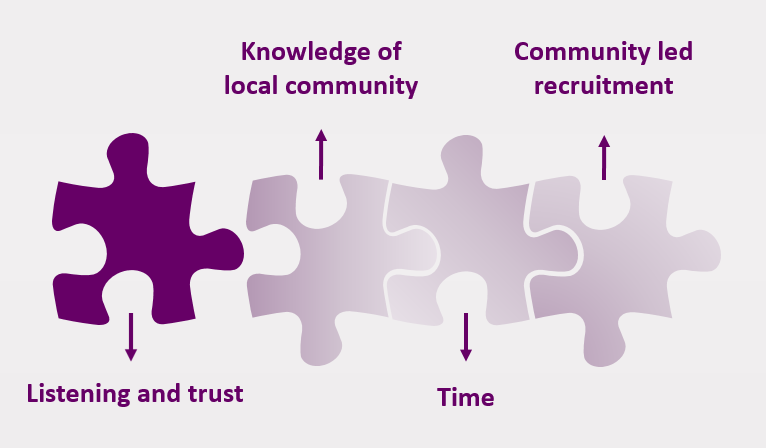 Knowledge of
local community
Community led
recruitment
Listening and trust
Time